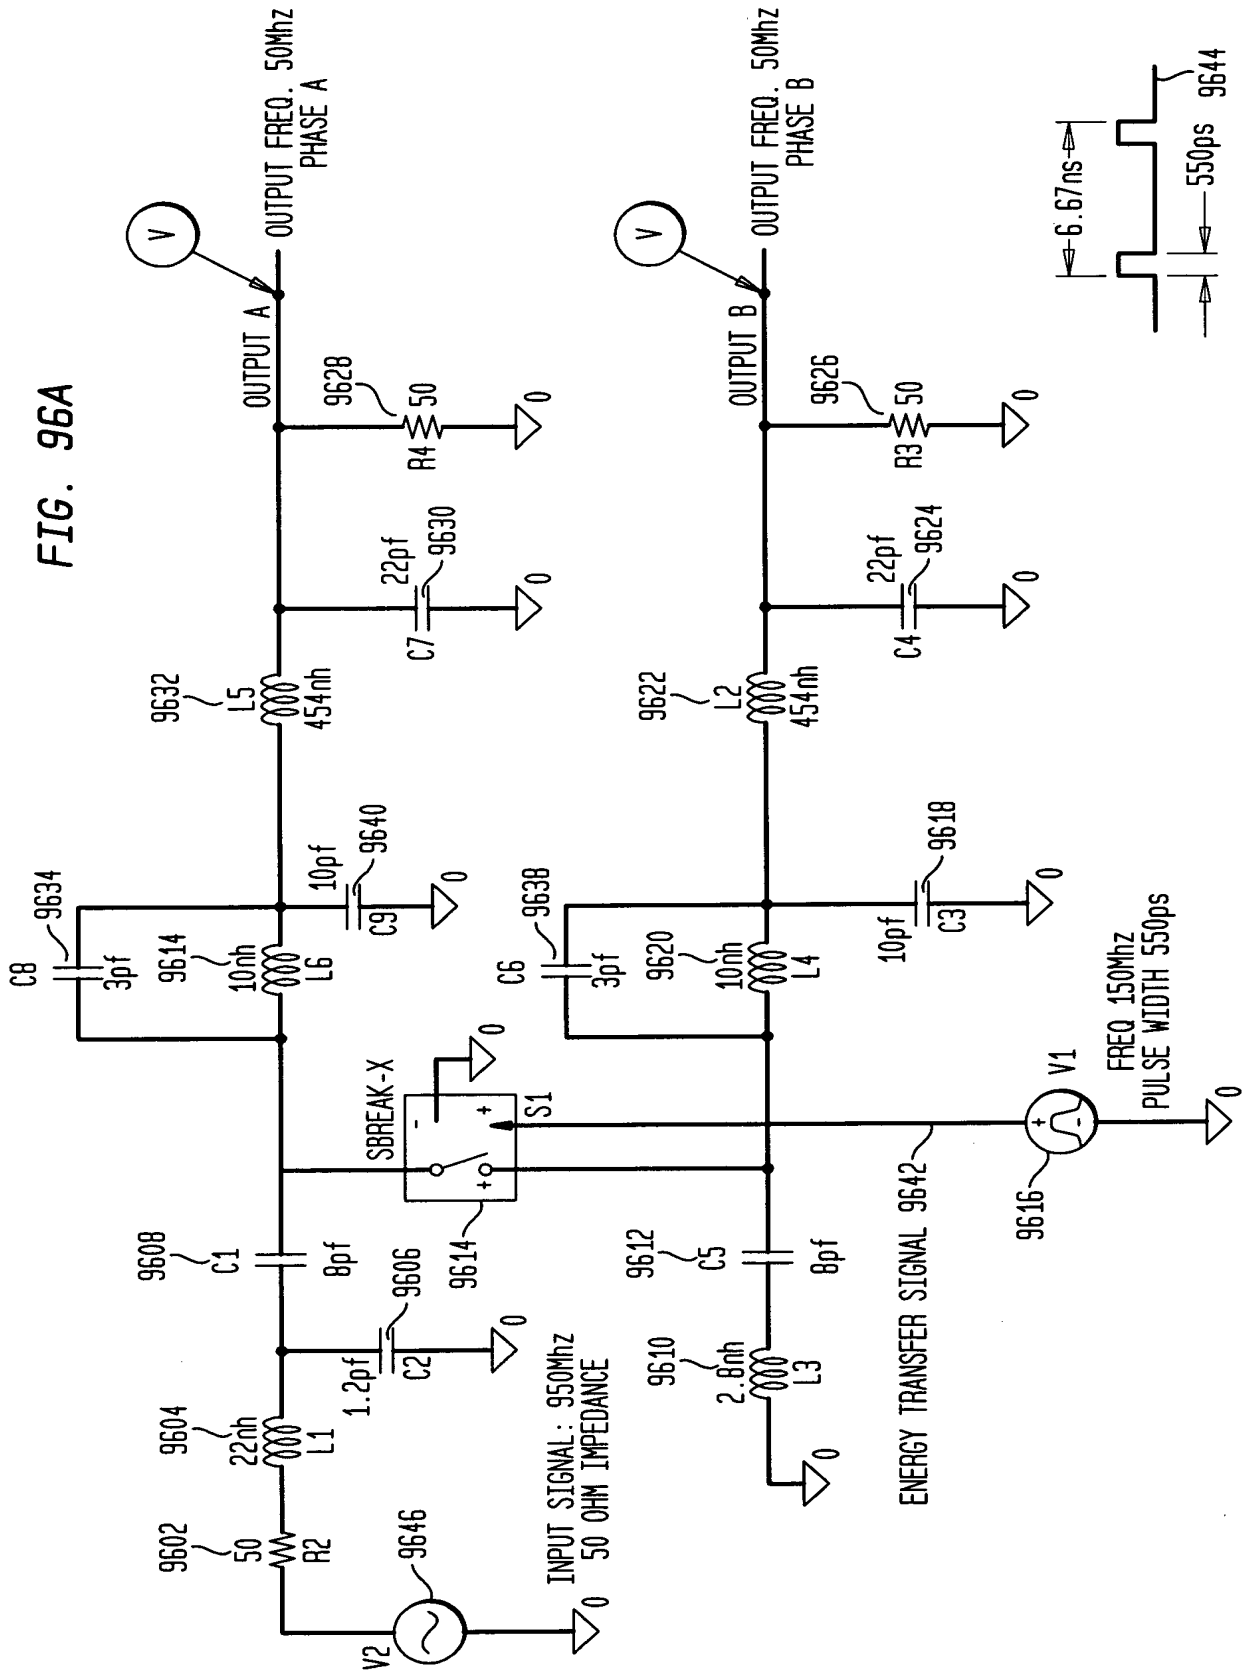 FIG. 96A
C8
9634
3pf
9614
10nh
L6
10pf
9640
C9
0
9632
L5
454nh
22pf
9630
C7
0
9628
50
R4
0
OUTPUT A
V
OUTPUT FREQ. 50Mhz
PHASE A
9602
50
R2
9604
22nh
L1
1.2pf
9606
C2
0
9608
C1
8pf
V2
9646
0
INPUT SIGNAL: 950Mhz
50 OHM IMPEDANCE
SBREAK-X
-
+
+
S1
0
9614
9610
2.8nh
L3
0
9612
C5
8pf
C6
9638
3pf
9620
10nh
L4
10pf
9618
C3
0
9622
L2
454nh
22pf
9624
C4
0
9626
50
R3
0
OUTPUT B
V
OUTPUT FREQ. 50Mhz
PHASE B
ENERGY TRANSFER SIGNAL 9642
9616
+
-
V1
FREQ 150Mhz
PULSE WIDTH 550ps
0
6.67ns
550ps
9644